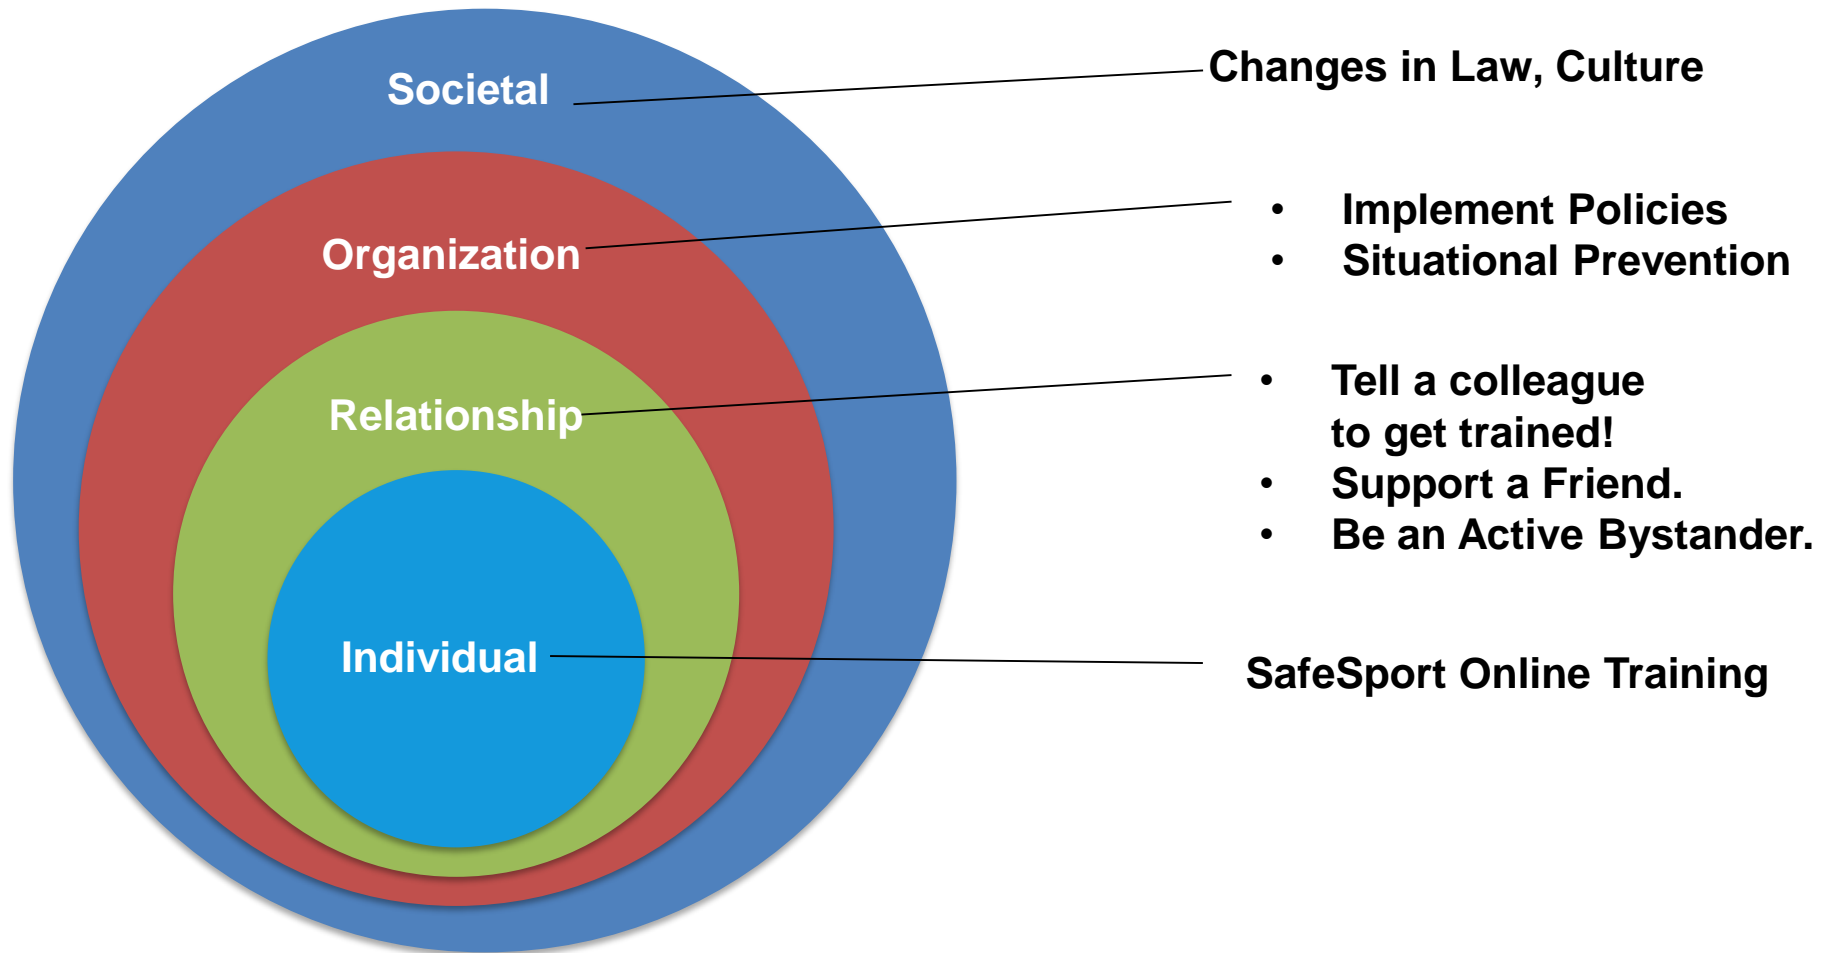 Societal
Changes in Law, Culture
Organization
• Implement Policies
• Situational Prevention
Relationship
• Tell a colleague
to get trained!
• Support a Friend.
• Be an Active Bystander.
Individual
SafeSport Online Training